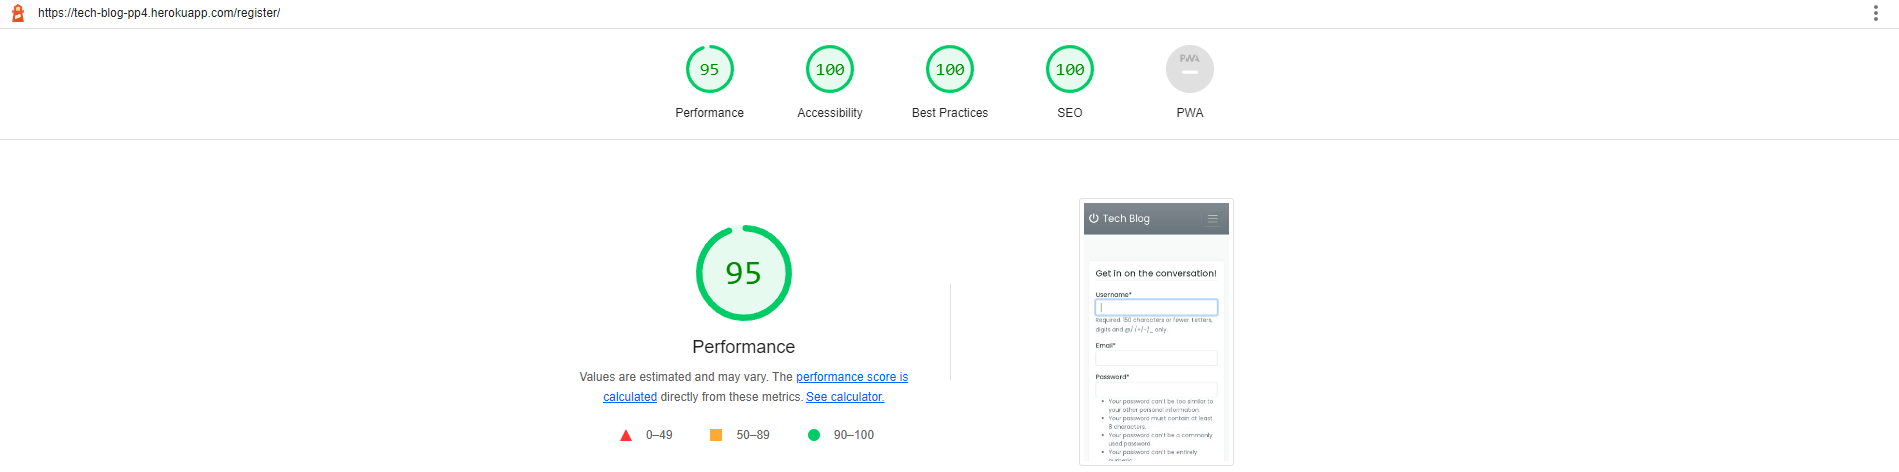 https://tech-blog-pp4.herokuapp.com/register/
95
100
100
100
PWA
Performance
Accessibility
Best Practices
SEO
PWA
95
Performance
Values are estimated and may vary. The performance score is
calculated directly from these metrics. See calculator.
0–49
50–89
90–100
Tech Blog
Get in on the conversation!
Username*
Required. 150 characters or fewer. Letters,
digits and @/./+/-/_ only.
Email*
Password*
Your password can't be too similar to
your other personal information.
Your password must contain at least
8 characters.
Your password can't be a commonly
used password.
Your password can't be entirely